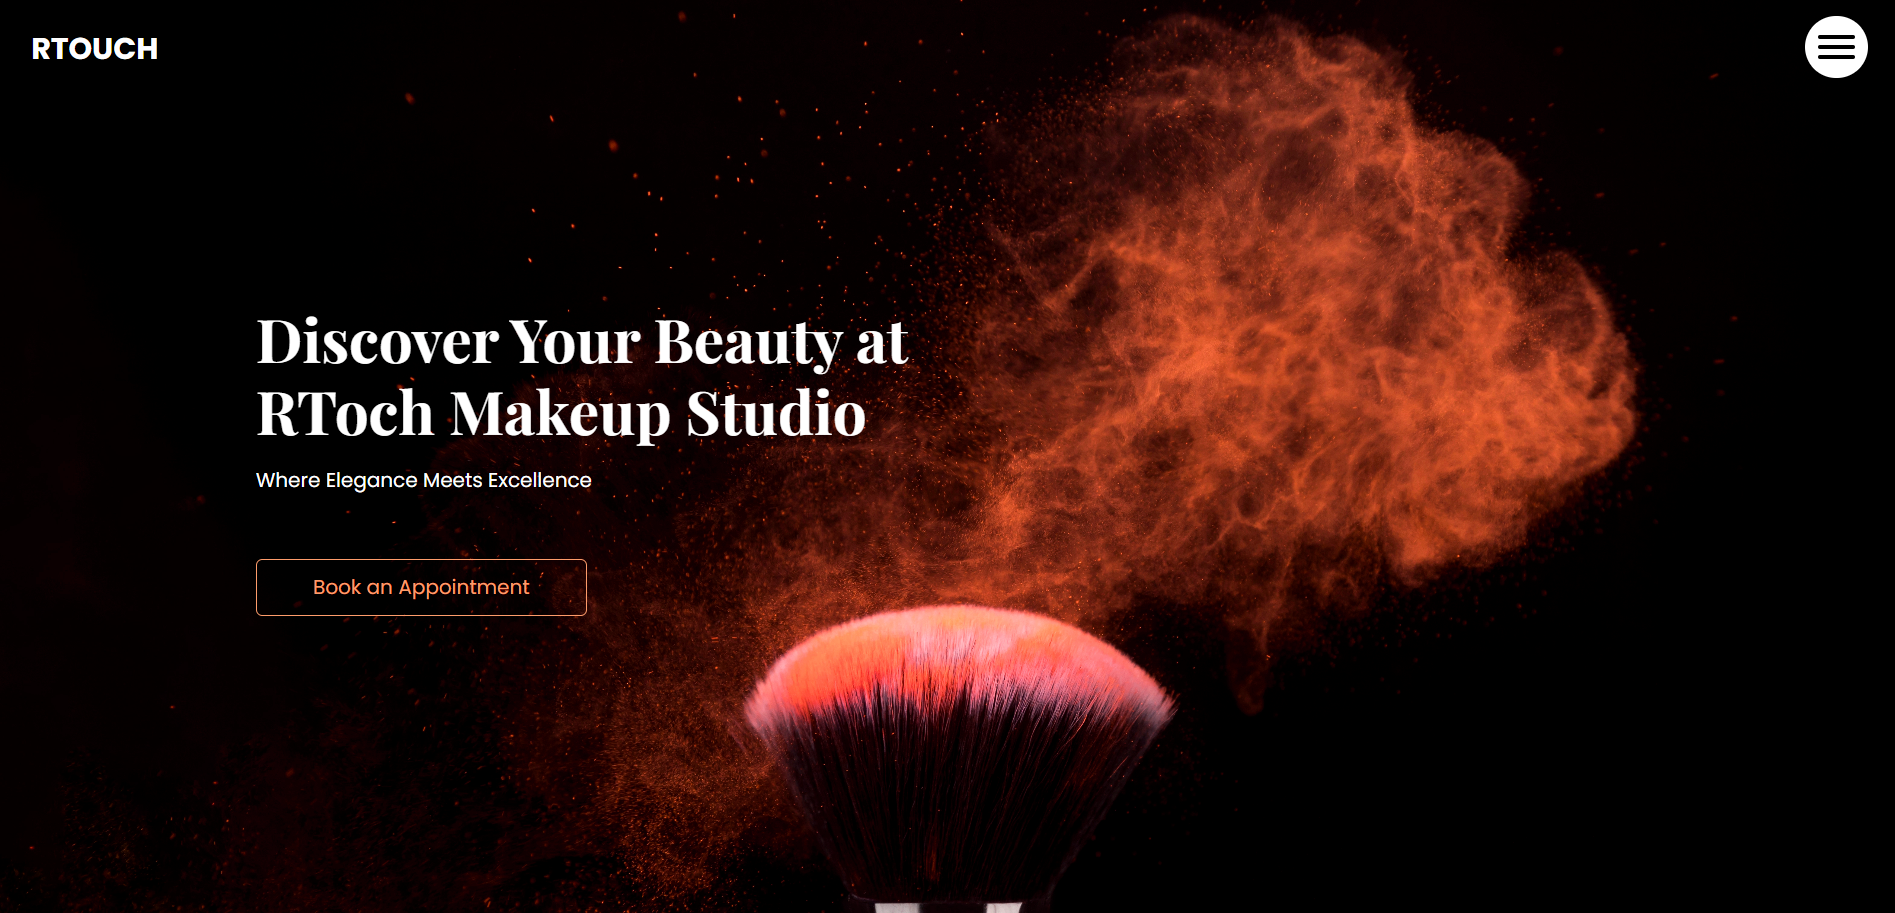 RTOUCH
Discover Your Beauty at
RToch Makeup Studio
Where Elegance Meets Excellence
Book an Appointment